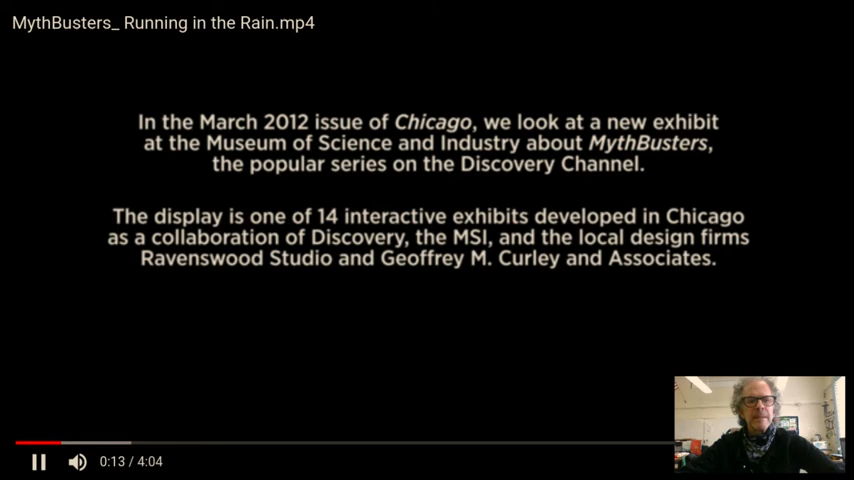 MythBusters_ Running in the Rain.mp4
In the March 2012 issue of Chicago, we look at a new exhibit
at the Museum of Science and Industry about MythBusters,
the popular series on the Discovery Channel.
The display is one of 14 interactive exhibits developed in Chicago
as a collaboration of Discovery, the MSI, and the local design firms
Ravenswood Studio and Geoffrey M. Curley and Associates.
0:13 / 4:04